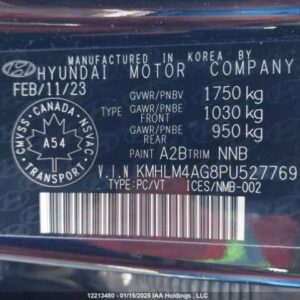 MANUFACTURED IN KOREA BY
HYUNDAI MOTOR COMPANY
FEB/11/23
GVWR/PNBV 1750 kg
TYPE GAWR/PNBE FRONT 1030 kg
GAWR/PNBE REAR 950 kg
CMVSS · CANADA · NSVAC
A54
TRANSPORT
PAINT A2B TRIM NNB
V.I.N KMHLM4AG8PU527769
TYPE:PC/VT ICES/NMB-002
12213480 - 01/15/2025 IAA Holdings, LLC